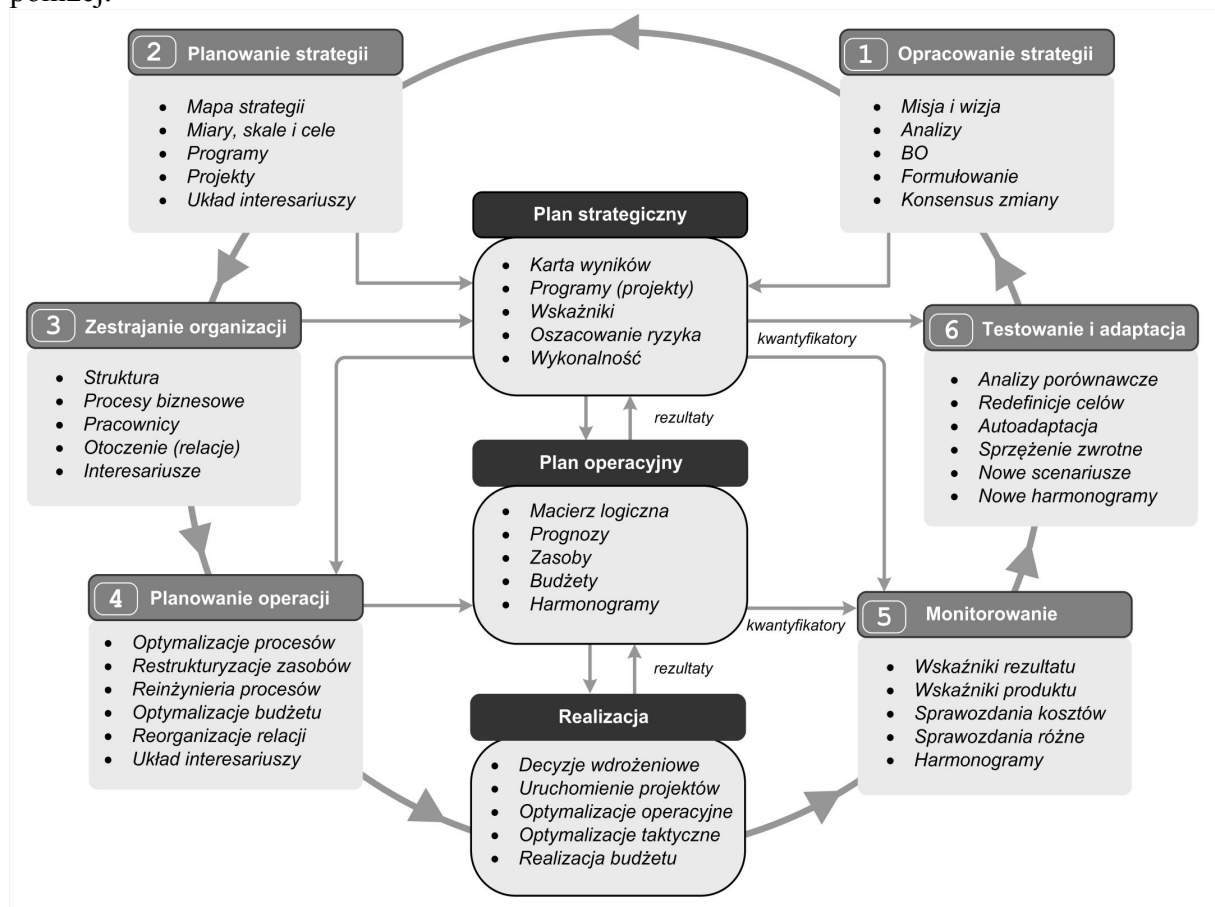 poniżej.
2 Planowanie strategii
• Mapa strategii
• Miary, skale i cele
• Programy
• Projekty
• Układ interesariuszy
1 Opracowanie strategii
• Misja i wizja
• Analizy
• BO
• Formułowanie
• Konsensus zmiany
Plan strategiczny
• Karta wyników
• Programy (projekty)
• Wskaźniki
• Oszacowanie ryzyka
• Wykonalność
3 Zestrajanie organizacji
• Struktura
• Procesy biznesowe
• Pracownicy
• Otoczenie (relacje)
• Interesariusze
kwantyfikatory
6 Testowanie i adaptacja
• Analizy porównawcze
• Redefinicje celów
• Autoadaptacja
• Sprzężenie zwrotne
• Nowe scenariusze
• Nowe harmonogramy
rezultaty
Plan operacyjny
• Macierz logiczna
• Prognozy
• Zasoby
• Budżety
• Harmonogramy
4 Planowanie operacji
• Optymalizacje procesów
• Restrukturyzacje zasobów
• Reinżynieria procesów
• Optymalizacje budżetu
• Reorganizacje relacji
• Układ interesariuszy
kwantyfikatory
5 Monitorowanie
• Wskaźniki rezultatu
• Wskaźniki produktu
• Sprawozdania kosztów
• Sprawozdania różne
• Harmonogramy
rezultaty
Realizacja
• Decyzje wdrożeniowe
• Uruchomienie projektów
• Optymalizacje operacyjne
• Optymalizacje taktyczne
• Realizacja budżetu